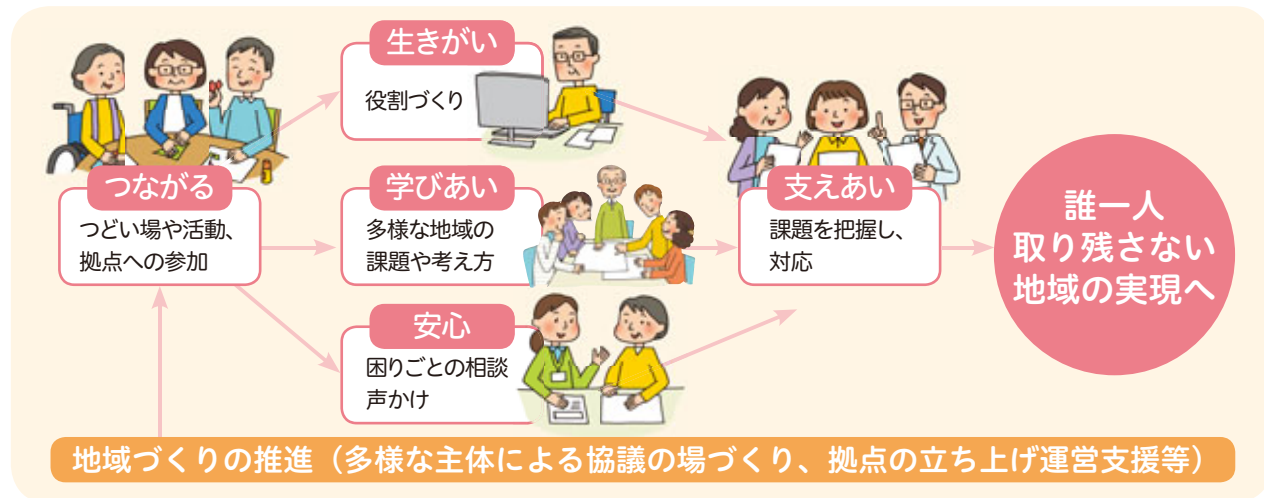 つながる
つどい場や活動、
拠点への参加
生きがい
役割づくり
学びあい
多様な地域の
課題や考え方
安心
困りごとの相談
声かけ
支えあい
課題を把握し、
対応
誰一人
取り残さない
地域の実現へ
地域づくりの推進（多様な主体による協議の場づくり、拠点の立ち上げ運営支援等）